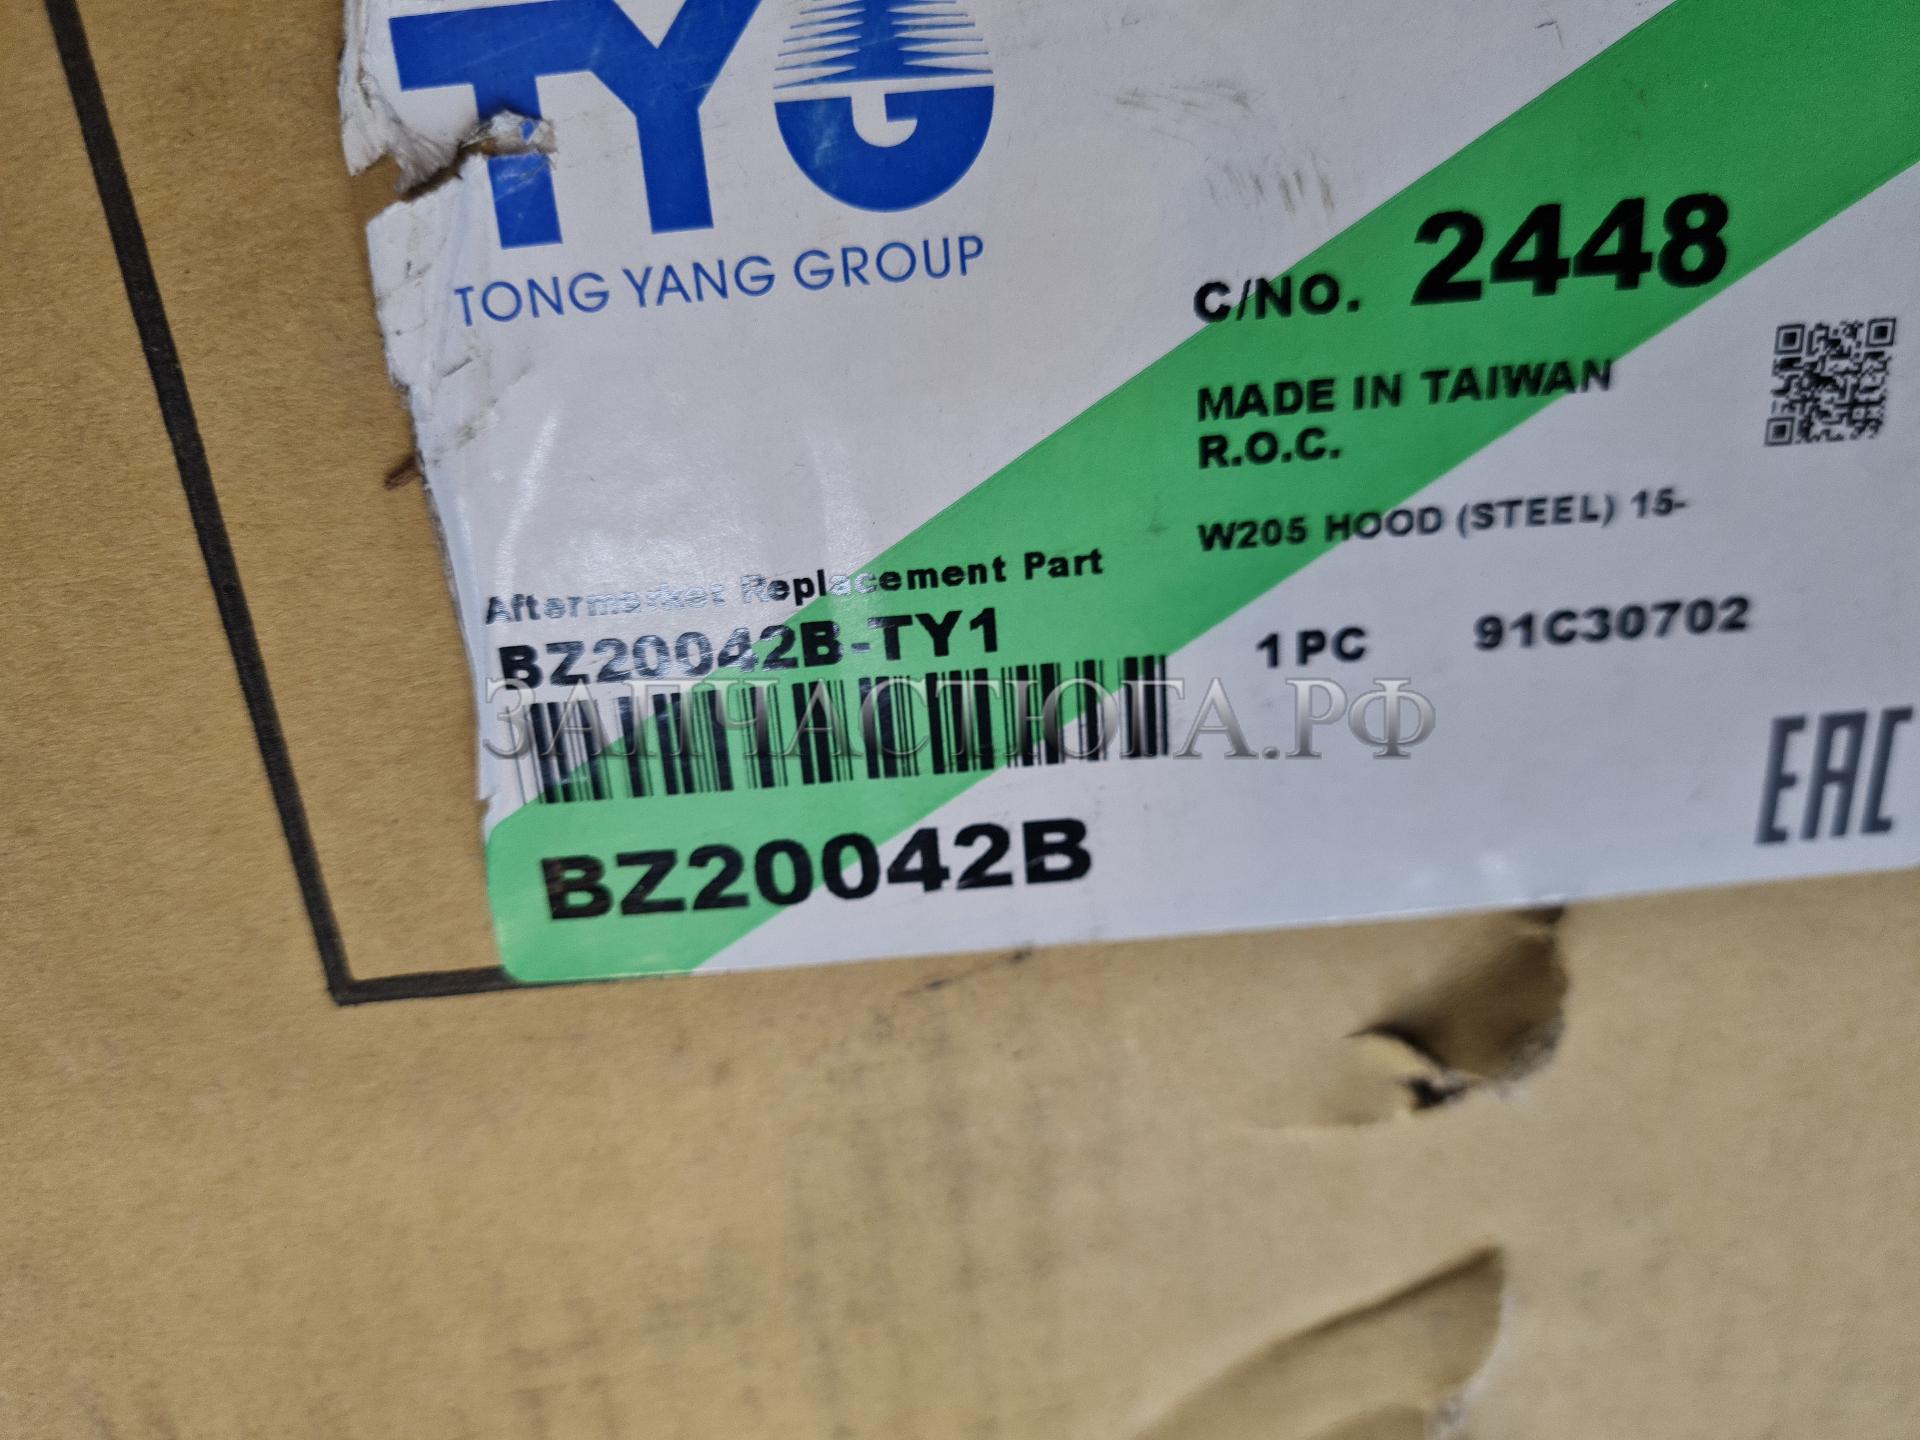 TYG
TONG YANG GROUP
C/NO. 2448
MADE IN TAIWAN
R.O.C.
W205 HOOD (STEEL) 15-
Aftermarket Replacement Part
BZ20042B-TY1
1 PC 91C30702
ЗАПЧАСТЮГА.РФ
EAC
BZ20042B